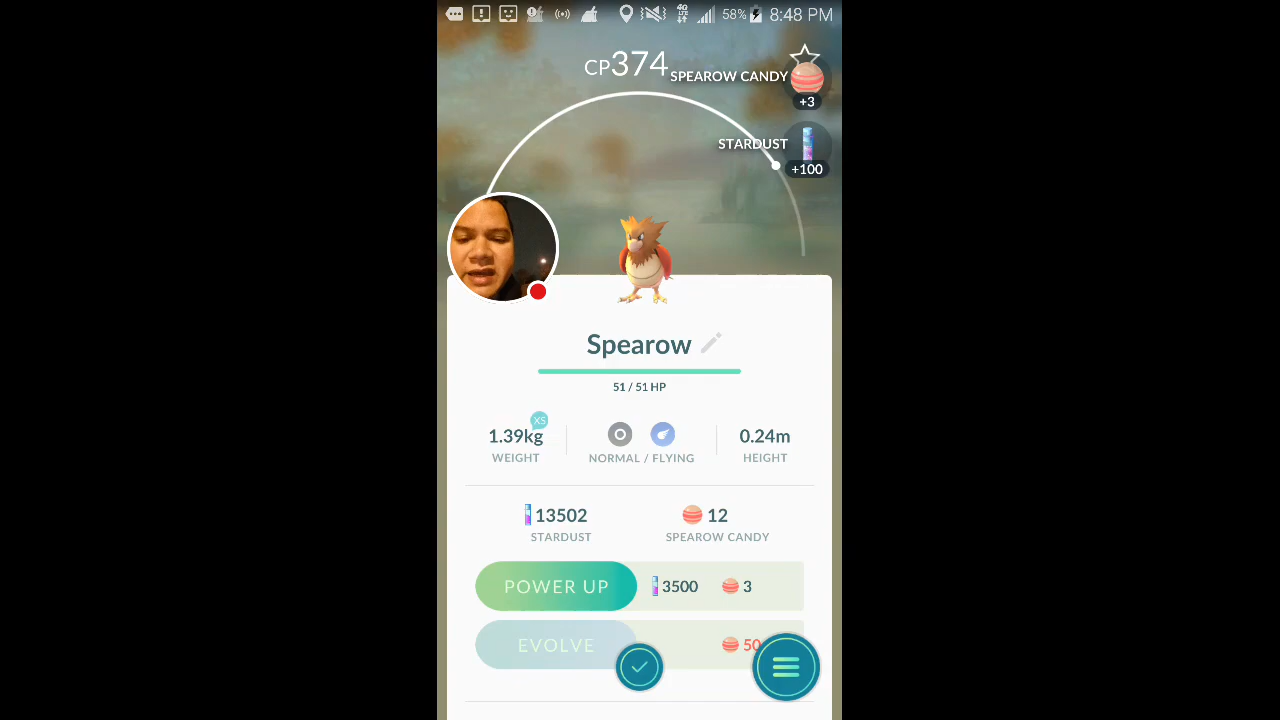 58% 8:48 PM
CP374
SPEAROW CANDY
+3
STARDUST
+100
Spearow
51 / 51 HP
XS
1.39kg
WEIGHT
NORMAL / FLYING
0.24m
HEIGHT
13502
STARDUST
12
SPEAROW CANDY
POWER UP 3500 3
EVOLVE 50